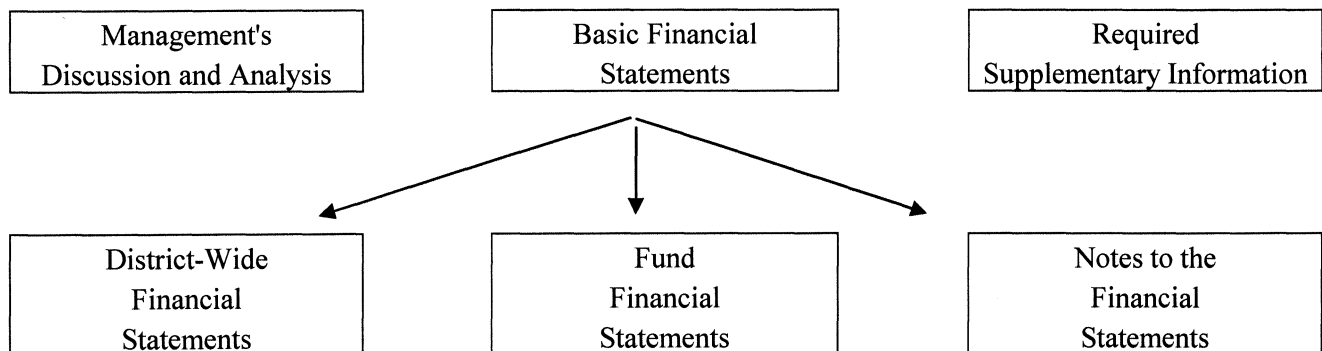 Management's
Discussion and Analysis
Basic Financial
Statements
Required
Supplementary Information
District-Wide
Financial
Statements
Fund
Financial
Statements
Notes to the
Financial
Statements